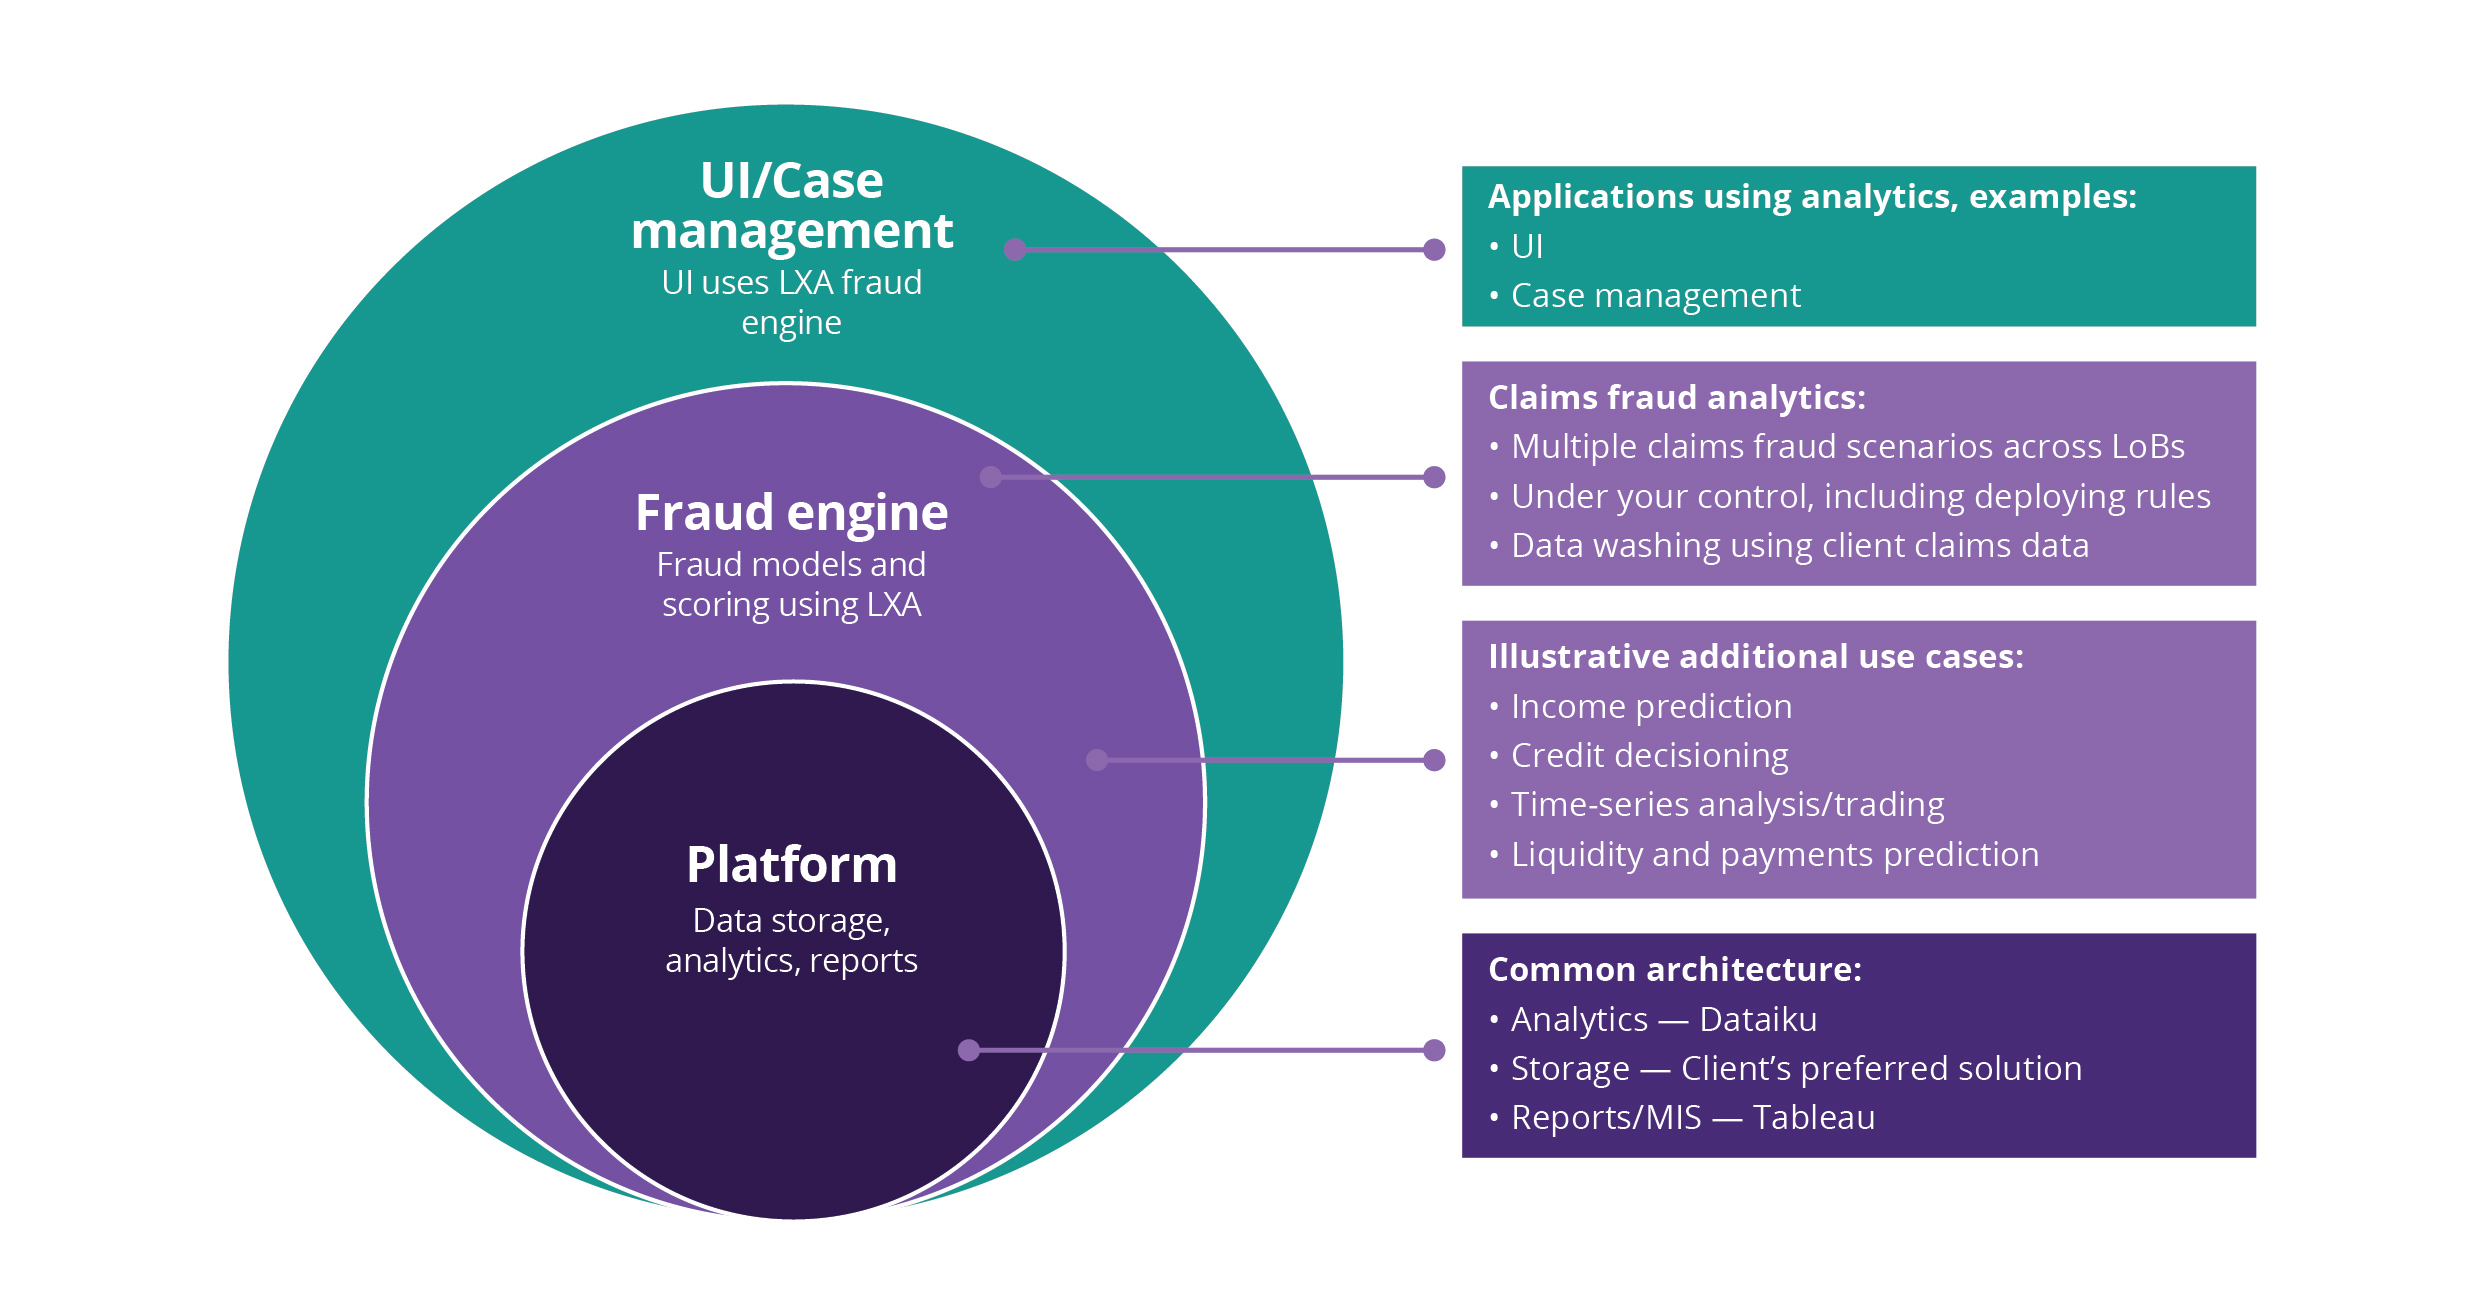 UI/Case
management
UI uses LXA fraud
engine
Fraud engine
Fraud models and
scoring using LXA
Platform
Data storage,
analytics, reports
Applications using analytics, examples:
• UI
• Case management
Claims fraud analytics:
• Multiple claims fraud scenarios across LoBs
• Under your control, including deploying rules
• Data washing using client claims data
Illustrative additional use cases:
• Income prediction
• Credit decisioning
• Time-series analysis/trading
• Liquidity and payments prediction
Common architecture:
• Analytics — Dataiku
• Storage — Client’s preferred solution
• Reports/MIS — Tableau